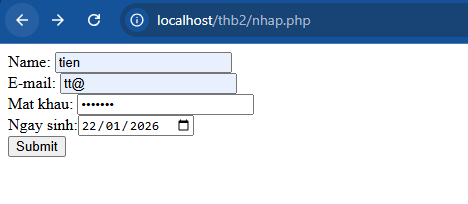 localhost/thb2/nhap.php
Name: tien
E-mail: tt@
Mat khau: •••••••
Ngay sinh: 22/01/2026
Submit